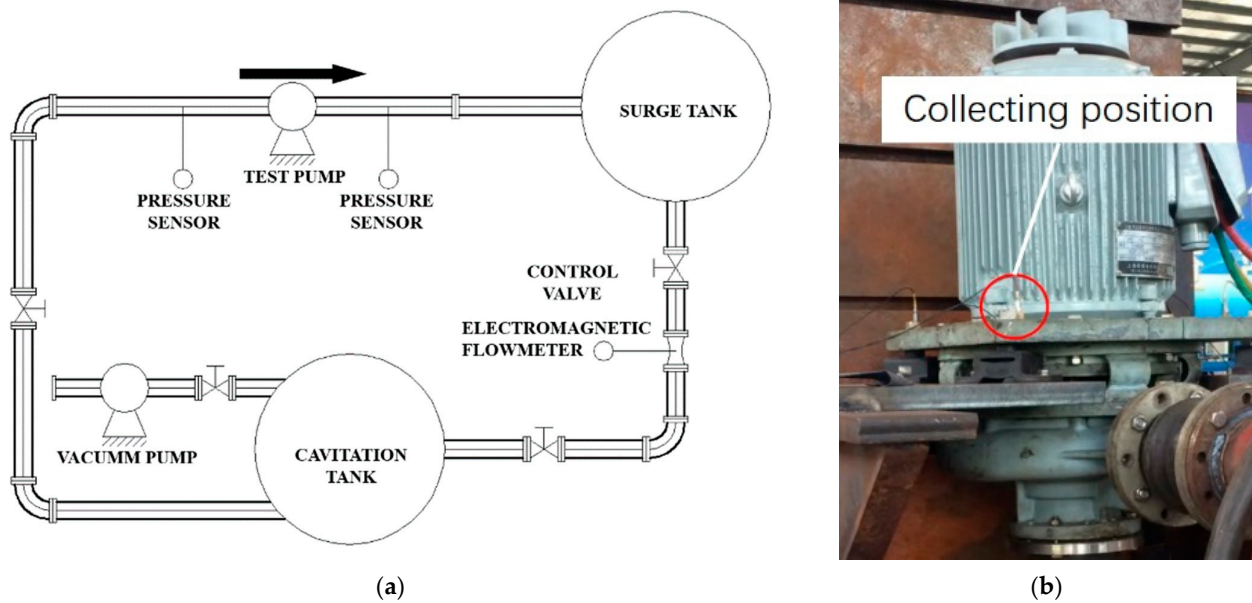 SURGE TANK
TEST PUMP
PRESSURE
SENSOR
PRESSURE
SENSOR
CONTROL
VALVE
ELECTROMAGNETIC
FLOWMETER
VACUMM PUMP
CAVITATION
TANK
(a)
Collecting position
(b)